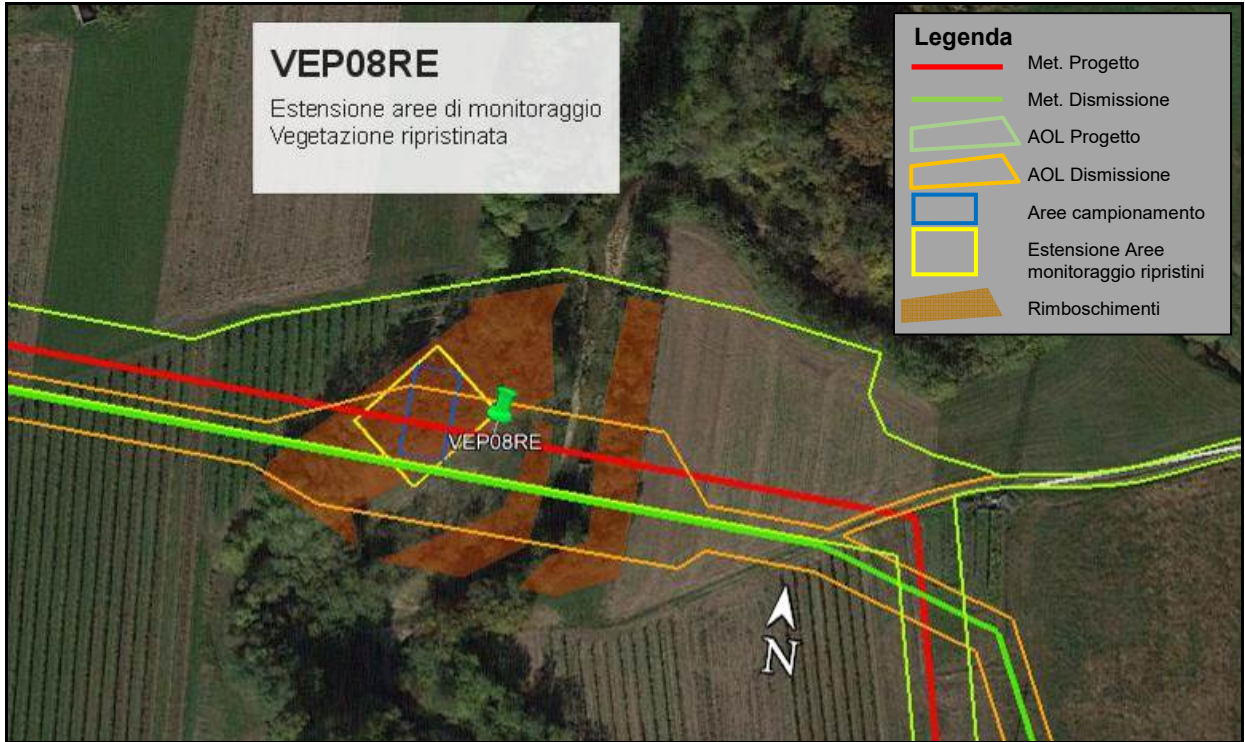 VEP08RE
Estensione aree di monitoraggio
Vegetazione ripristinata
Legenda
Met. Progetto
Met. Dismissione
AOL Progetto
AOL Dismissione
Aree campionamento
Estensione Aree
monitoraggio ripristini
Rimboschimenti
VEP08RE
N